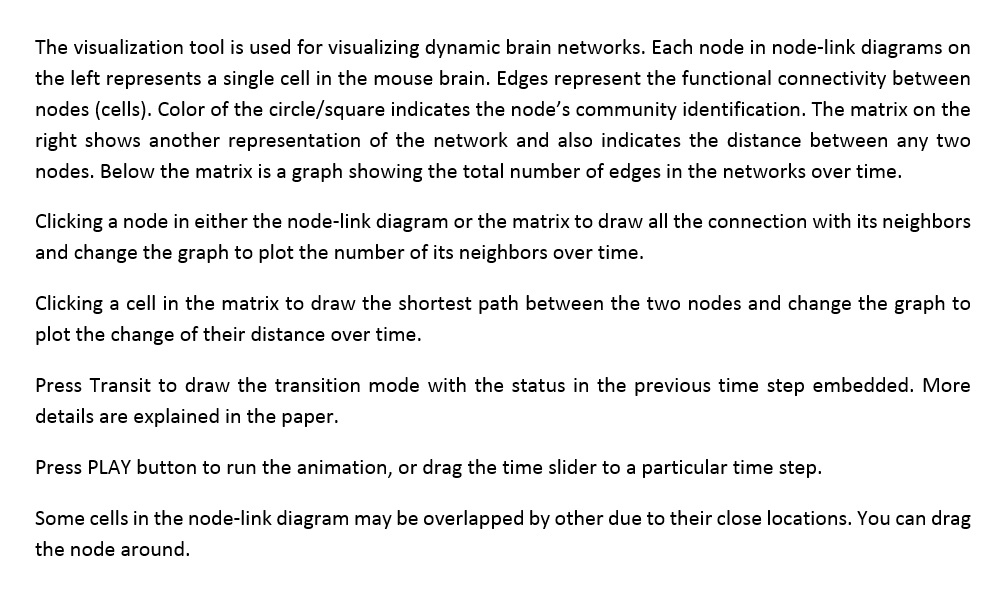 The visualization tool is used for visualizing dynamic brain networks. Each node in node-link diagrams on
the left represents a single cell in the mouse brain. Edges represent the functional connectivity between
nodes (cells). Color of the circle/square indicates the node’s community identification. The matrix on the
right shows another representation of the network and also indicates the distance between any two
nodes. Below the matrix is a graph showing the total number of edges in the networks over time.
Clicking a node in either the node-link diagram or the matrix to draw all the connection with its neighbors
and change the graph to plot the number of its neighbors over time.
Clicking a cell in the matrix to draw the shortest path between the two nodes and change the graph to
plot the change of their distance over time.
Press Transit to draw the transition mode with the status in the previous time step embedded. More
details are explained in the paper.
Press PLAY button to run the animation, or drag the time slider to a particular time step.
Some cells in the node-link diagram may be overlapped by other due to their close locations. You can drag
the node around.